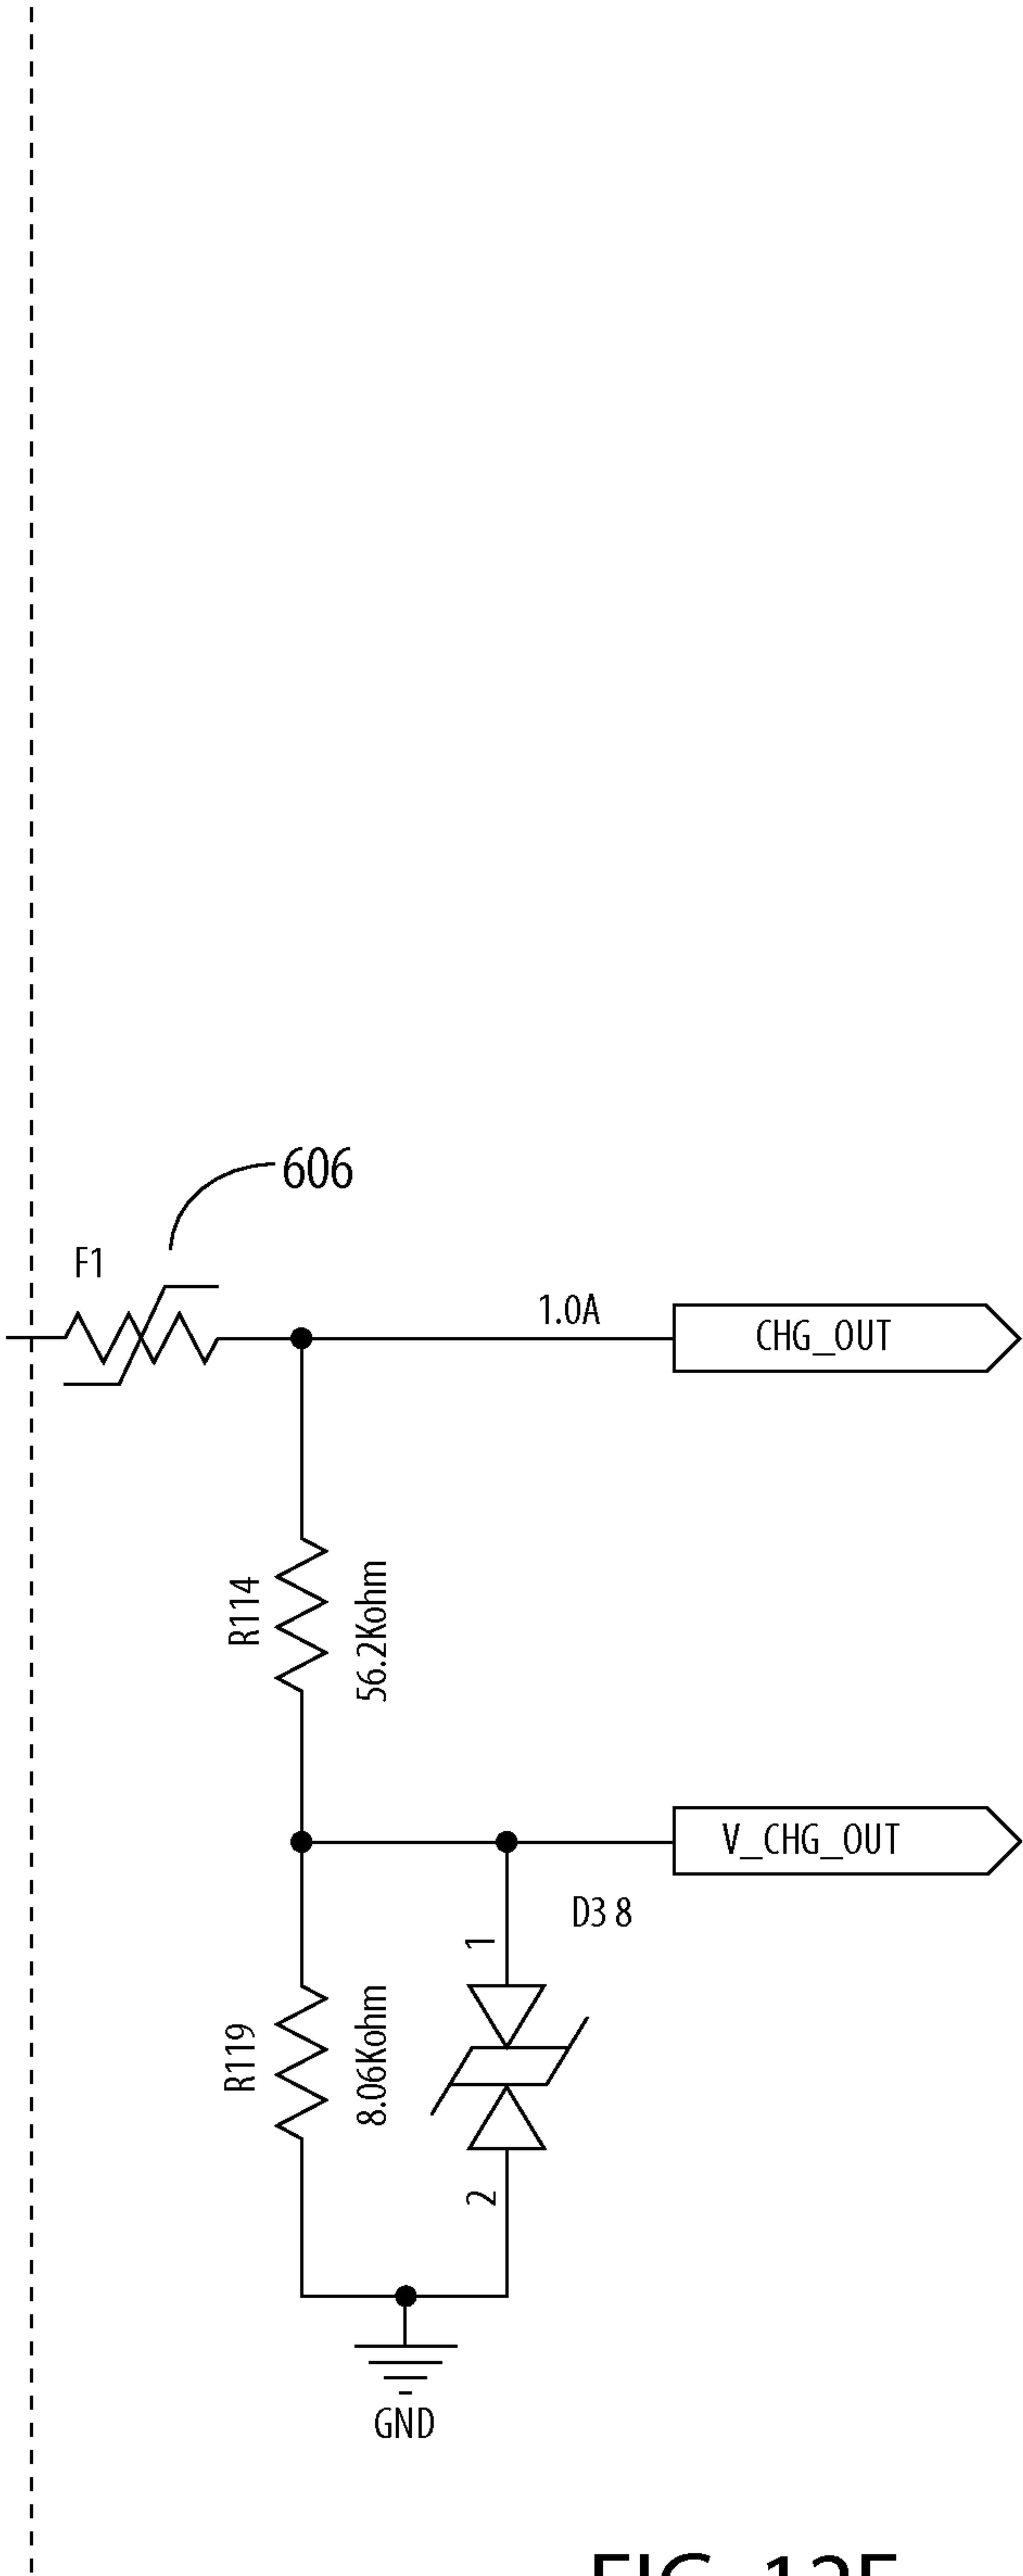 606
F1
1.0A
CHG_OUT
R114
56.2Kohm
V_CHG_OUT
D3 8
1
R119
8.06Kohm
2
GND